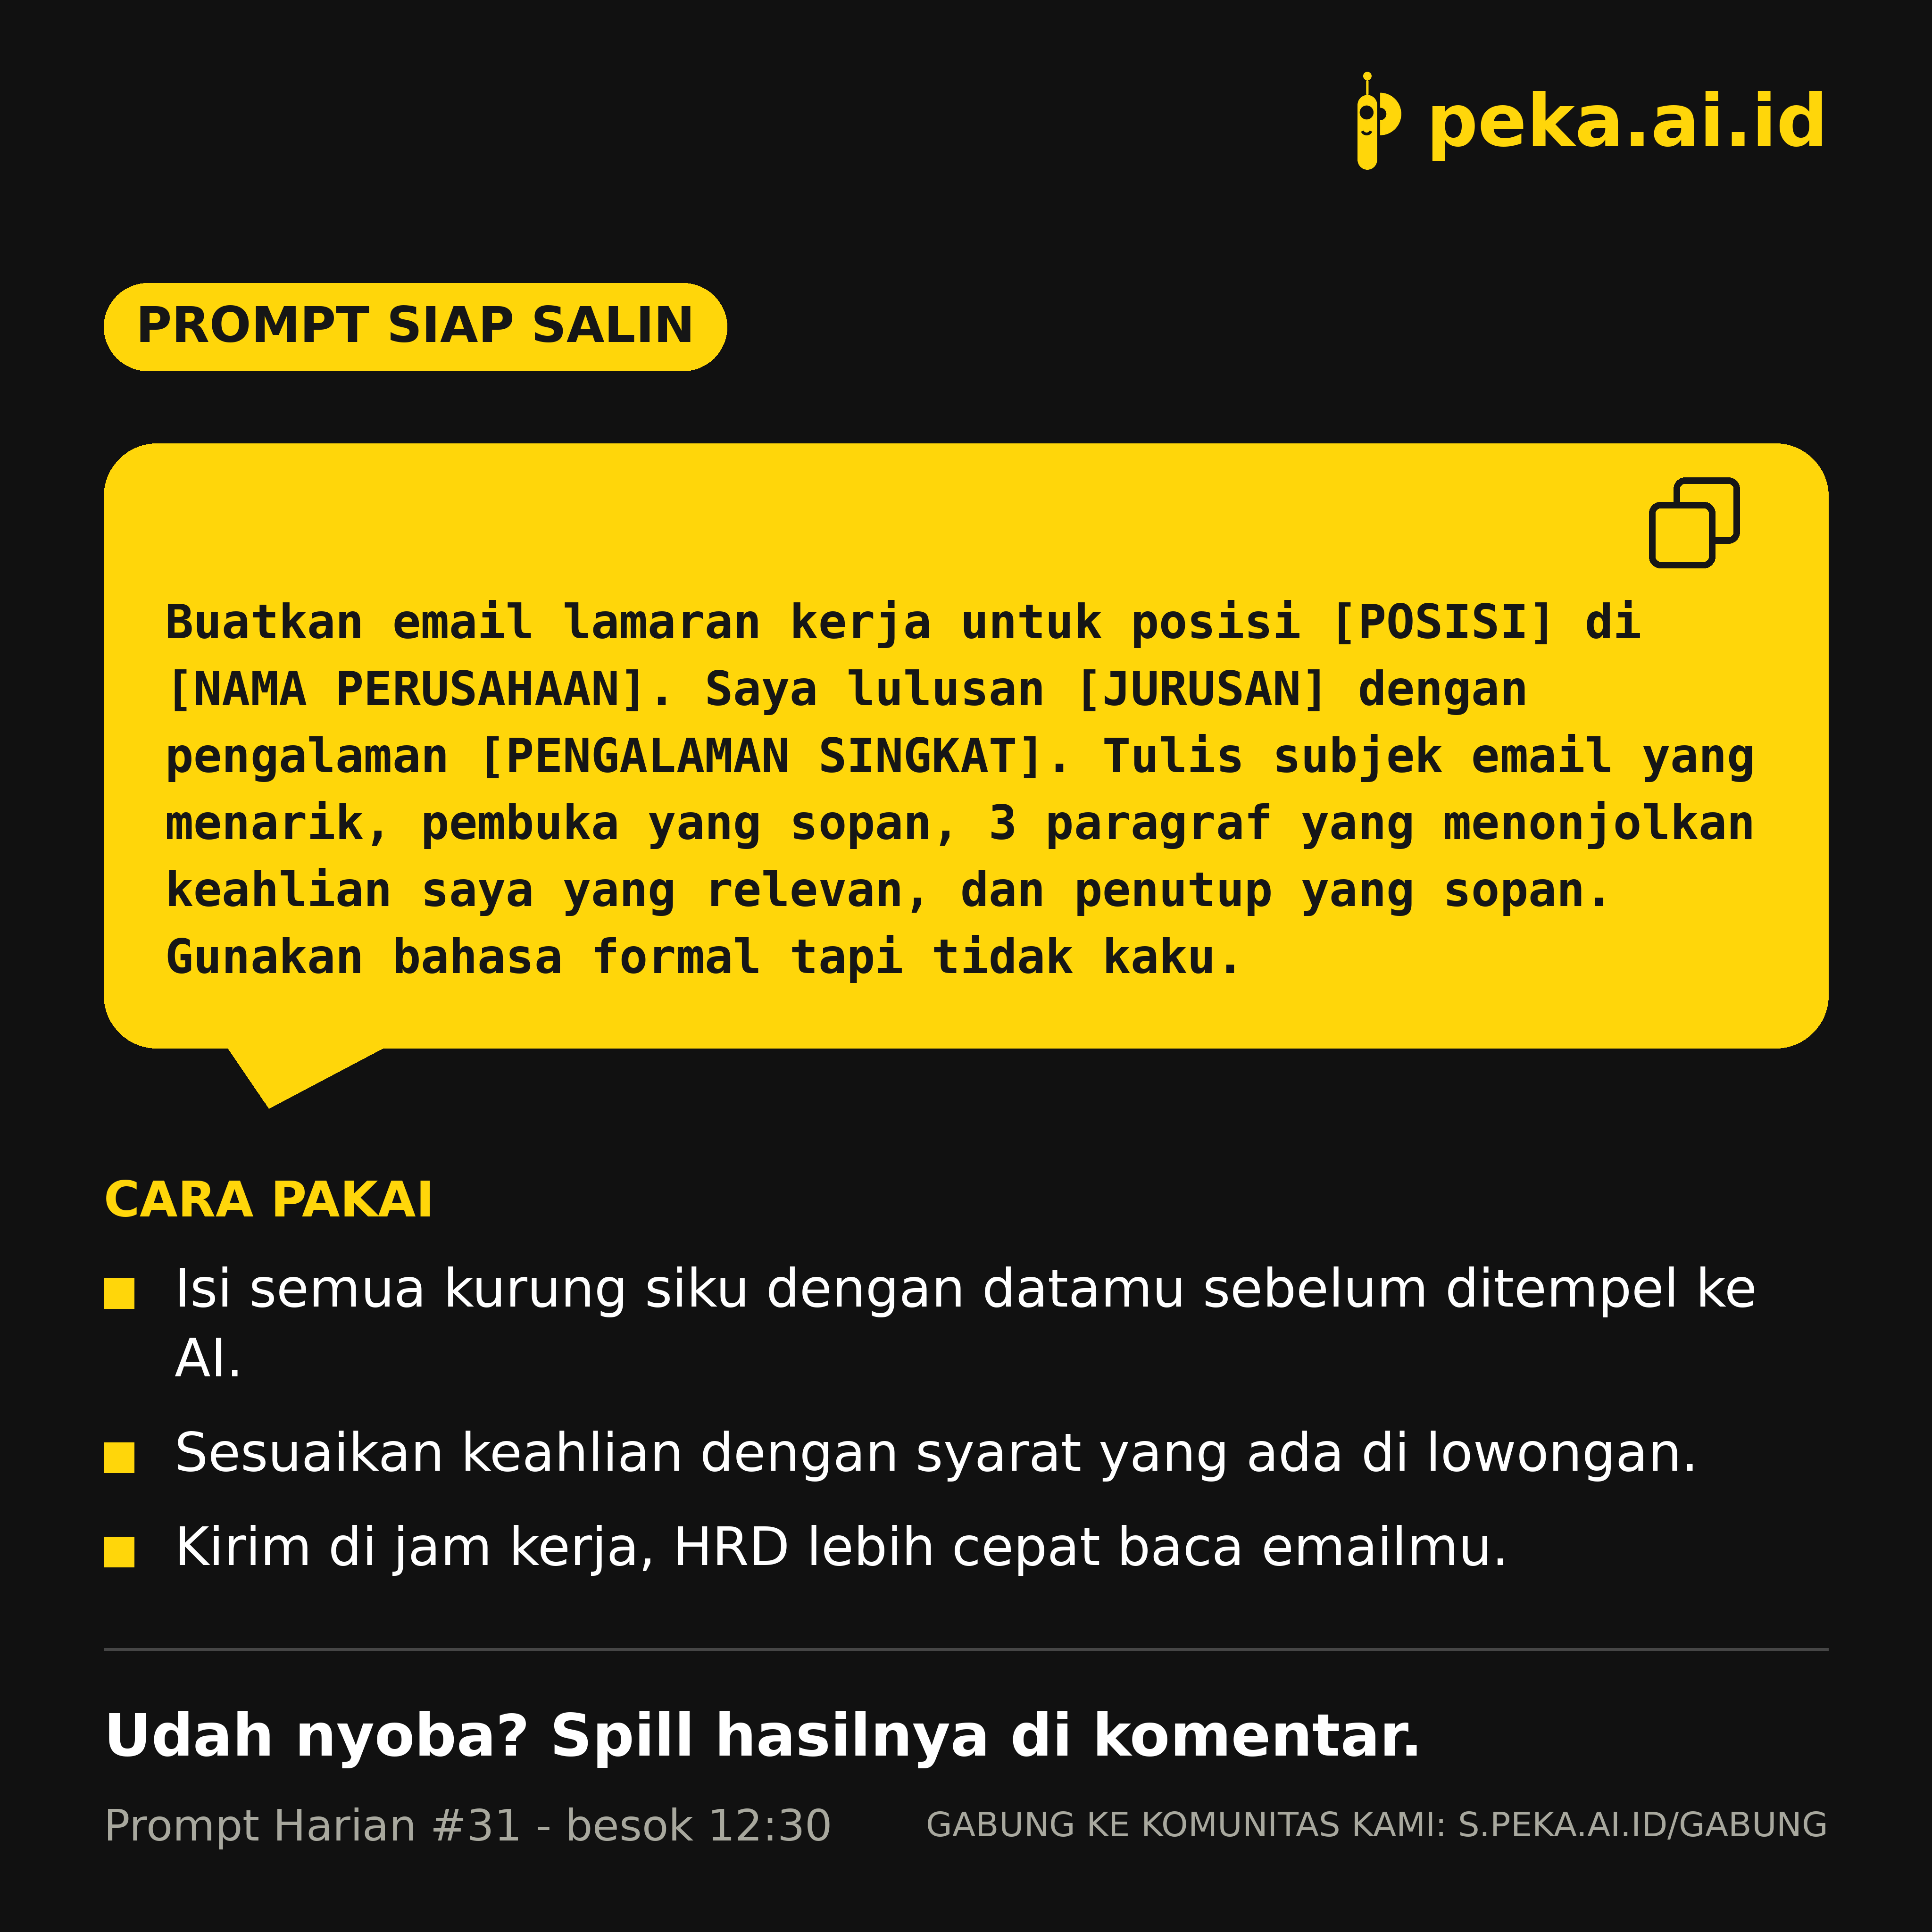 peka.ai.id
PROMPT SIAP SALIN
Buatkan email lamaran kerja untuk posisi [POSISI] di
[NAMA PERUSAHAAN]. Saya lulusan [JURUSAN] dengan
pengalaman [PENGALAMAN SINGKAT]. Tulis subjek email yang
menarik, pembuka yang sopan, 3 paragraf yang menonjolkan
keahlian saya yang relevan, dan penutup yang sopan.
Gunakan bahasa formal tapi tidak kaku.
CARA PAKAI
Isi semua kurung siku dengan datamu sebelum ditempel ke
AI.
Sesuaikan keahlian dengan syarat yang ada di lowongan.
Kirim di jam kerja, HRD lebih cepat baca emailmu.
Udah nyoba? Spill hasilnya di komentar.
Prompt Harian #31 - besok 12:30
GABUNG KE KOMUNITAS KAMI: S.PEKA.AI.ID/GABUNG